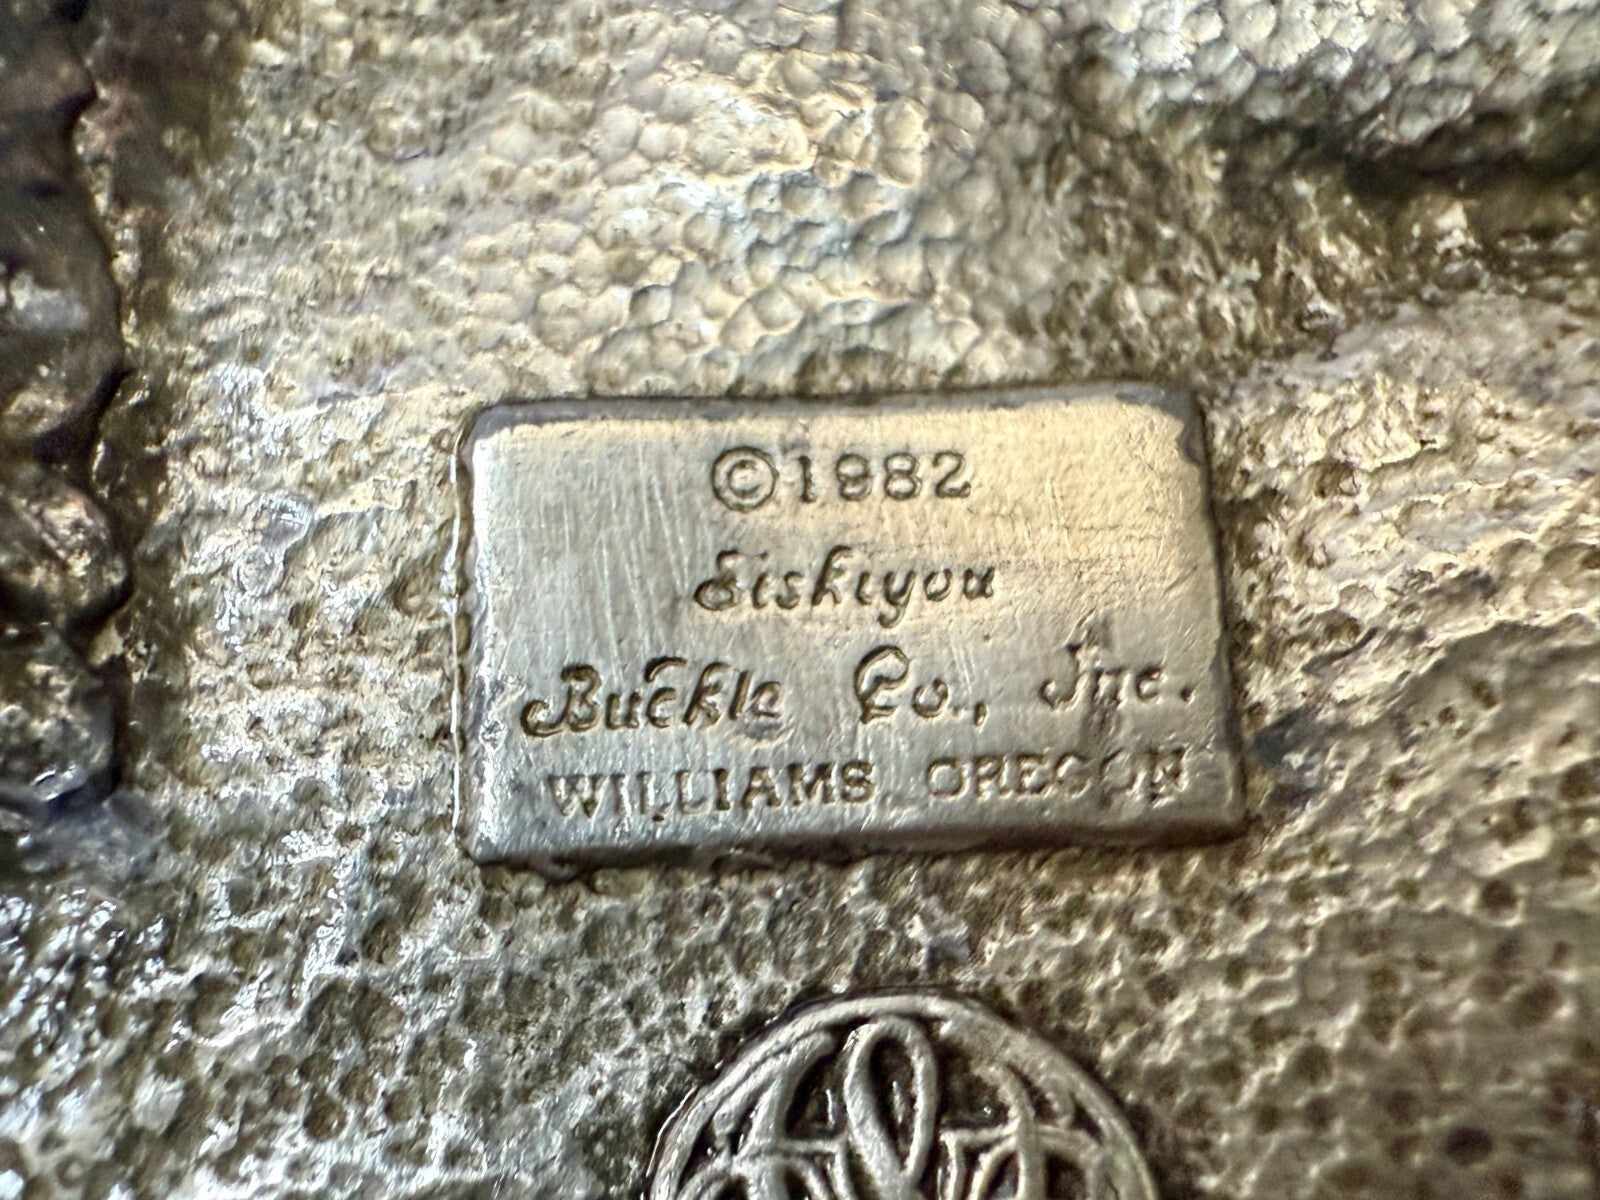 ©1982
Siskiyou
Buckle Co., Inc.
WILLIAMS OREGON